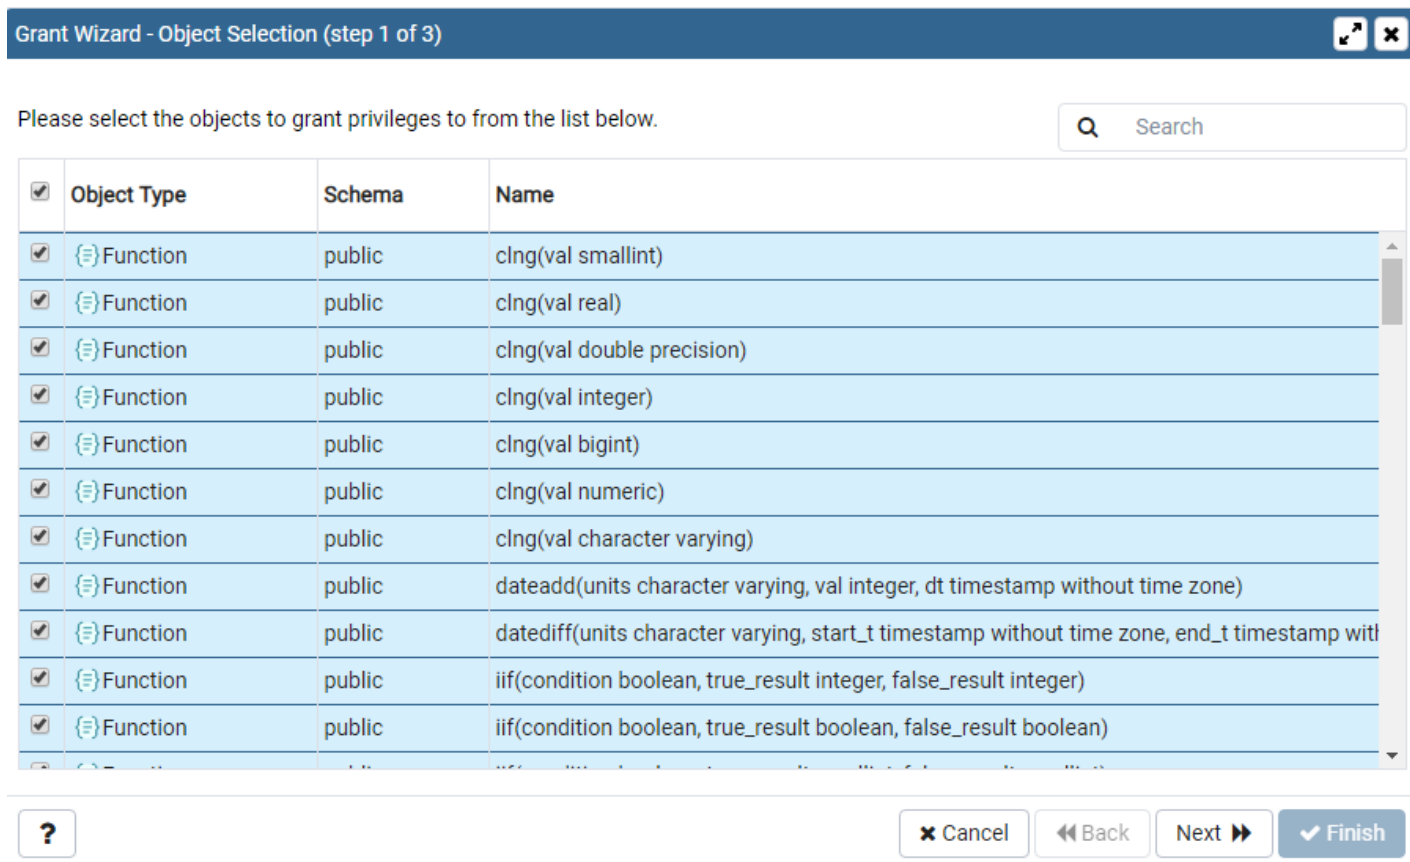 Grant Wizard - Object Selection (step 1 of 3)
Please select the objects to grant privileges to from the list below.
Search
Object Type Schema Name
Function public clng(val smallint)
Function public clng(val real)
Function public clng(val double precision)
Function public clng(val integer)
Function public clng(val bigint)
Function public clng(val numeric)
Function public clng(val character varying)
Function public dateadd(units character varying, val integer, dt timestamp without time zone)
Function public datediff(units character varying, start_t timestamp without time zone, end_t timestamp with
Function public iif(condition boolean, true_result integer, false_result integer)
Function public iif(condition boolean, true_result boolean, false_result boolean)
? Cancel Back Next Finish